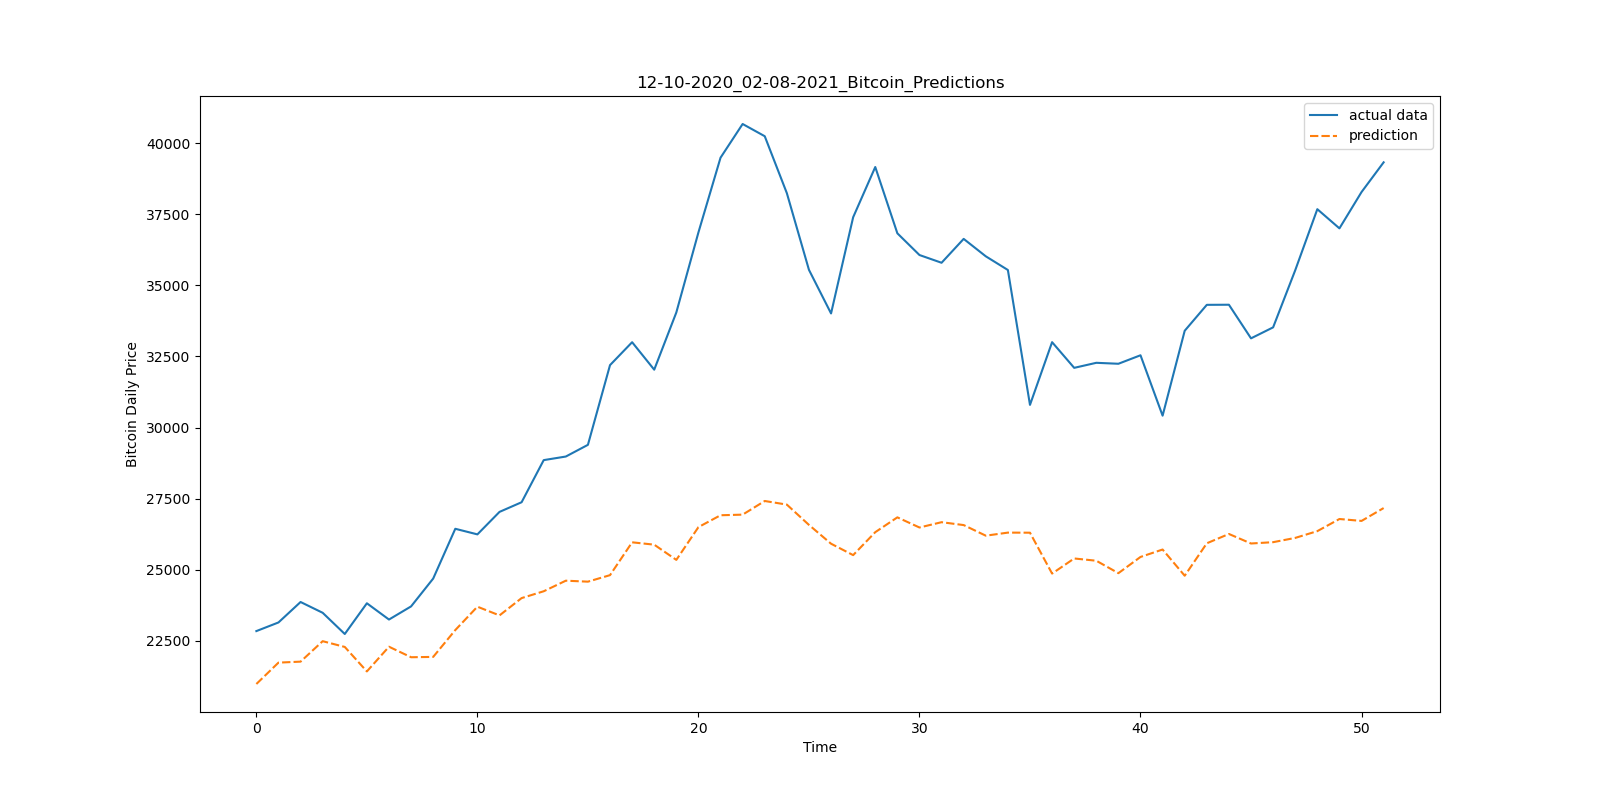 12-10-2020_02-08-2021_Bitcoin_Predictions
actual data
prediction
40000
37500
35000
32500
30000
27500
25000
22500
Bitcoin Daily Price
0 10 20 30 40 50
Time